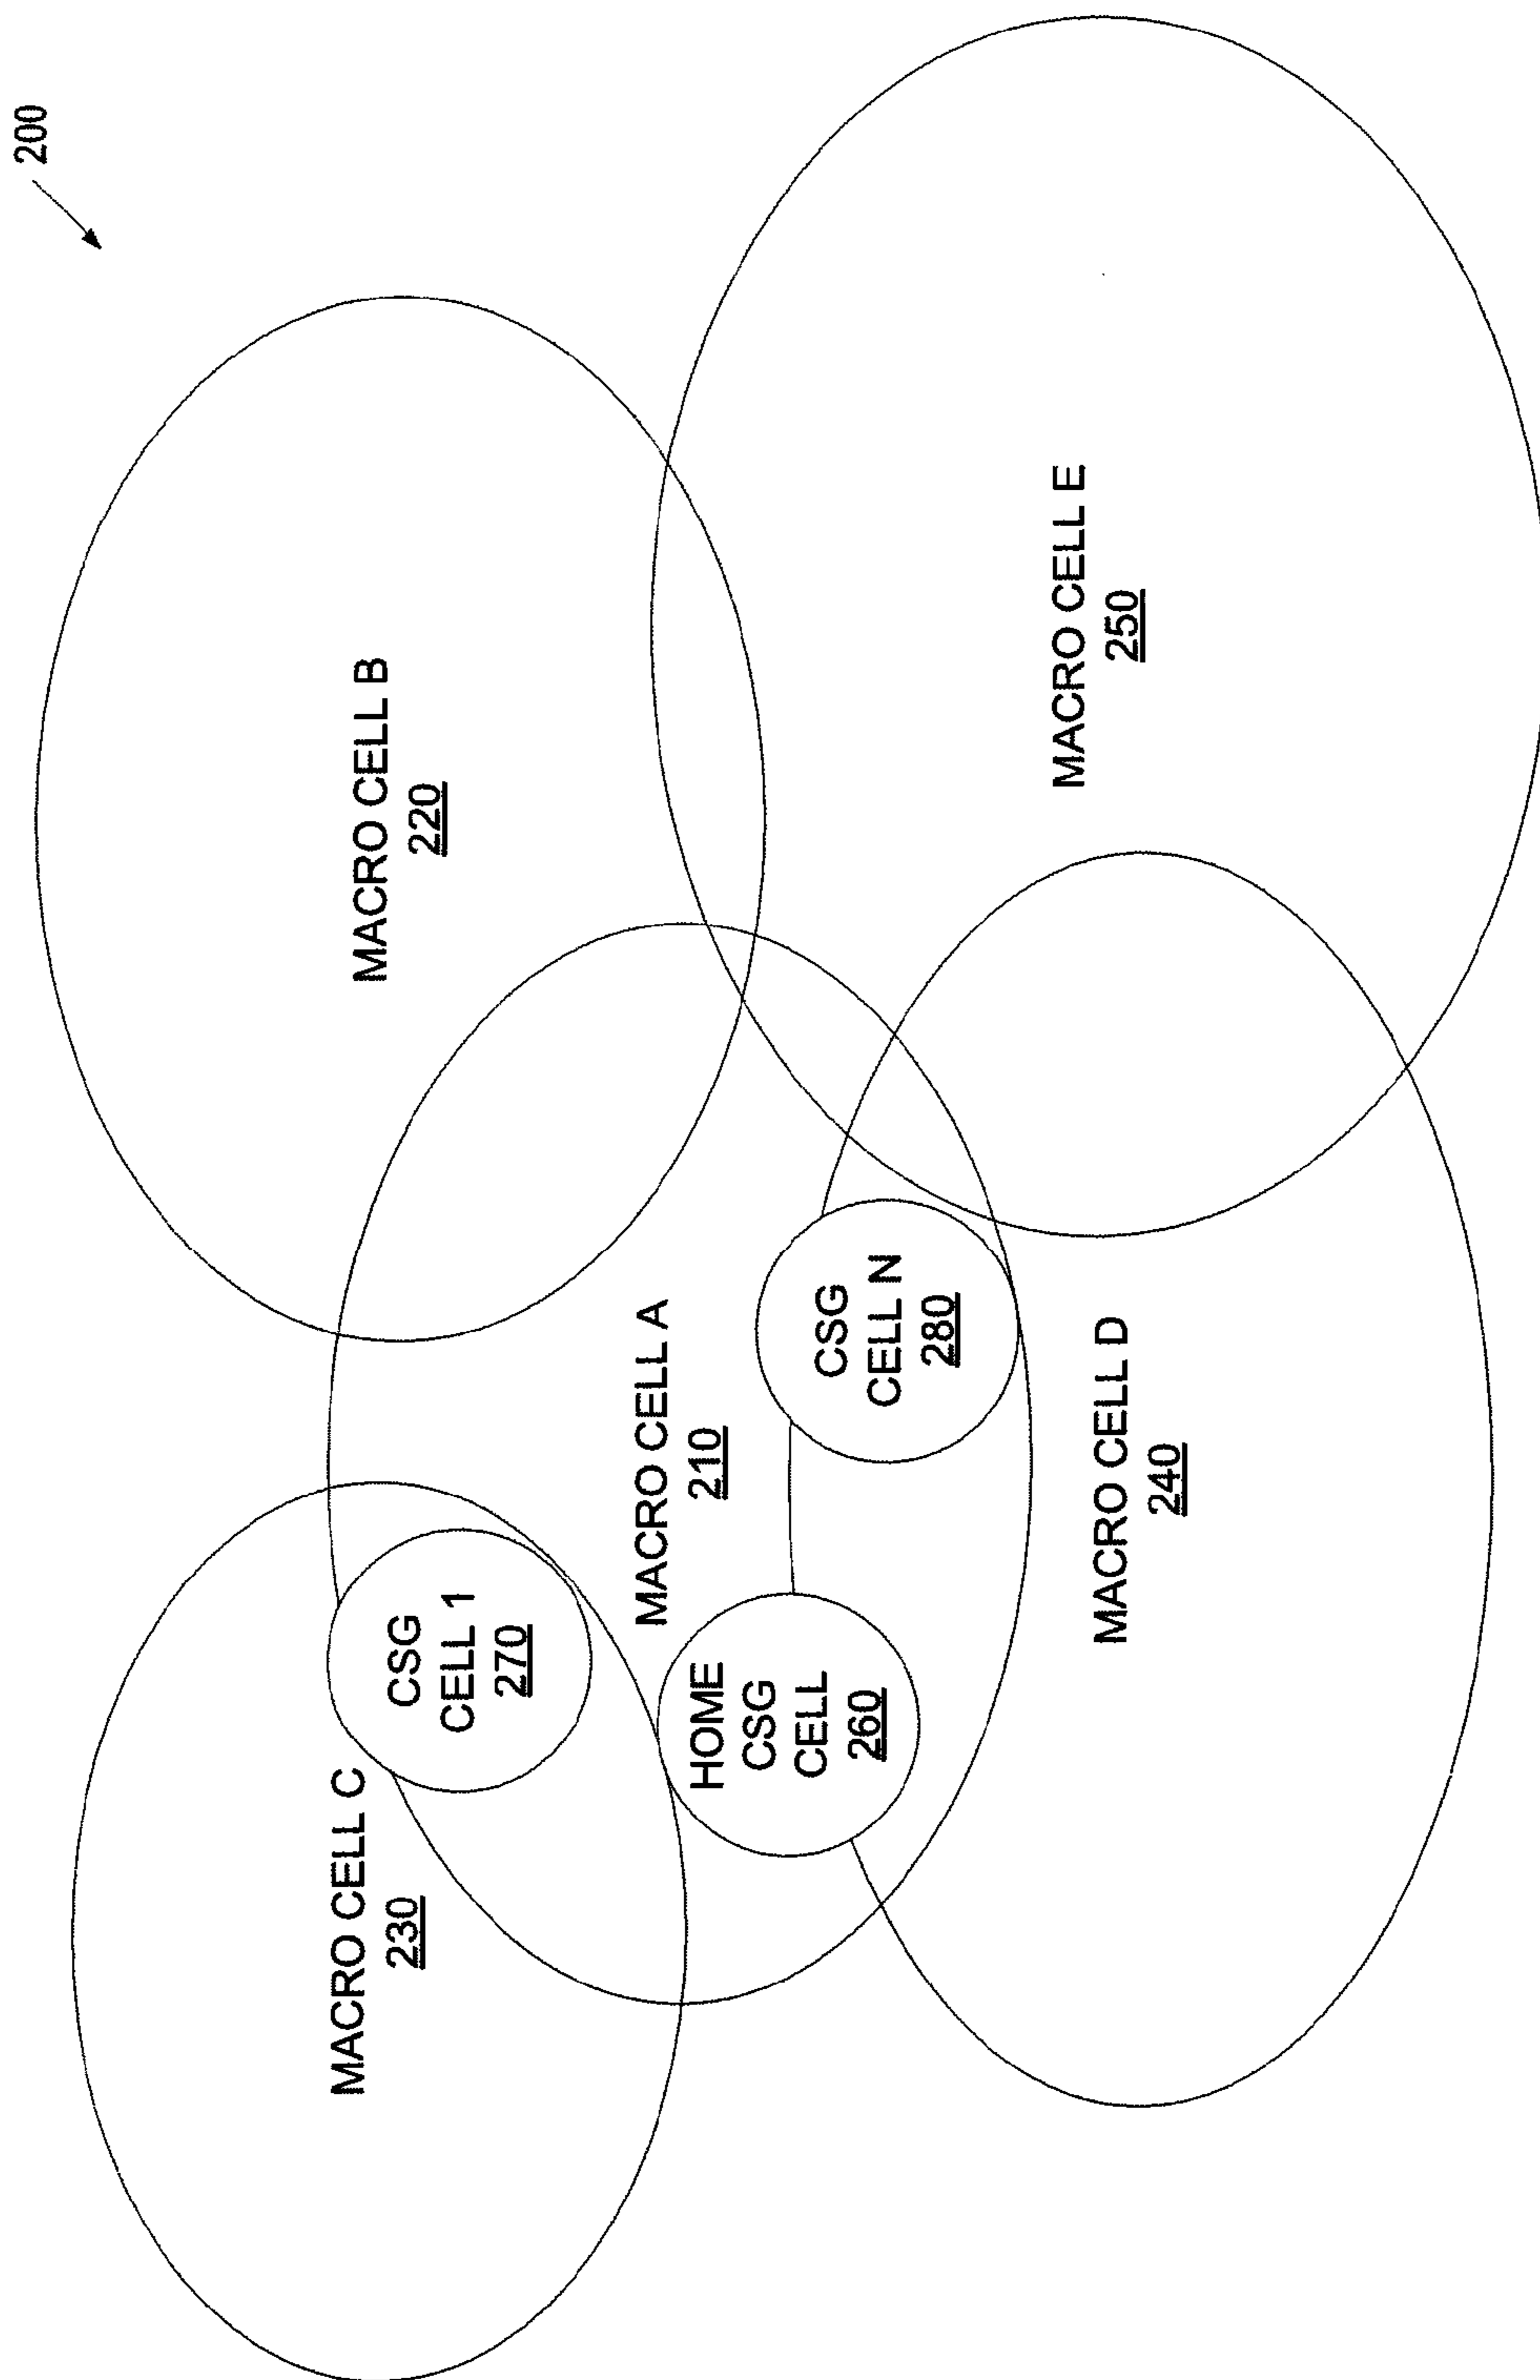 200
MACRO CELL C
230
CSG
CELL 1
270
MACRO CELL B
220
MACRO CELL A
210
HOME
CSG
CELL
260
CSG
CELL N
280
MACRO CELL D
240
MACRO CELL E
250